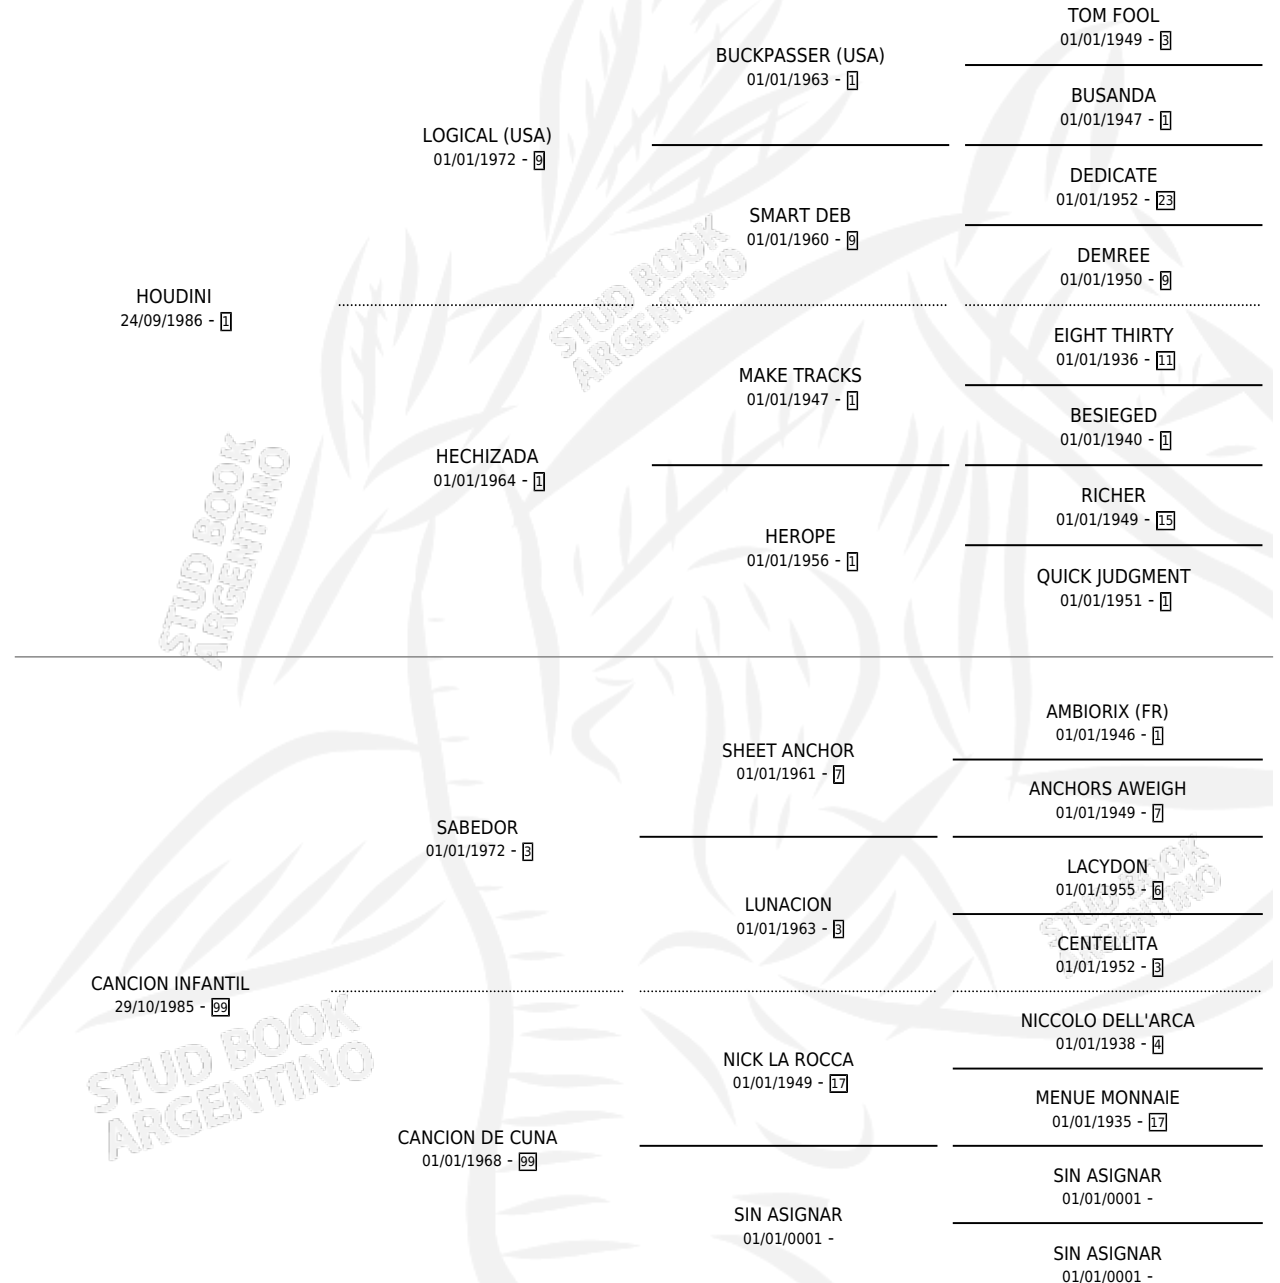 TOM FOOL
01/01/1949 - 3
BUCKPASSER (USA)
01/01/1963 - 1
BUSANDA
01/01/1947 - 1
LOGICAL (USA)
01/01/1972 - 9
DEDICATE
01/01/1952 - 23
SMART DEB
01/01/1960 - 9
DEMREE
01/01/1950 - 9
HOUDINI
24/09/1986 - 1
EIGHT THIRTY
01/01/1936 - 11
MAKE TRACKS
01/01/1947 - 1
BESIEGED
01/01/1940 - 1
HECHIZADA
01/01/1964 - 1
RICHER
01/01/1949 - 15
HEROPE
01/01/1956 - 1
QUICK JUDGMENT
01/01/1951 - 1
STUD BOOK
ARGENTINO
STUD BOOK
ARGENTINO
AMBIORIX (FR)
01/01/1946 - 1
SHEET ANCHOR
01/01/1961 - 7
ANCHORS AWEIGH
01/01/1949 - 7
SABEDOR
01/01/1972 - 3
LACYDON
01/01/1955 - 6
LUNACION
01/01/1963 - 3
CENTELLITA
01/01/1952 - 3
CANCION INFANTIL
29/10/1985 - 99
NICCOLO DELL'ARCA
01/01/1938 - 4
NICK LA ROCCA
01/01/1949 - 17
MENUE MONNAIE
01/01/1935 - 17
CANCION DE CUNA
01/01/1968 - 99
SIN ASIGNAR
01/01/0001 -
SIN ASIGNAR
01/01/0001 -
SIN ASIGNAR
01/01/0001 -
STUD BOOK
ARGENTINO
STUD BOOK
ARGENTINO